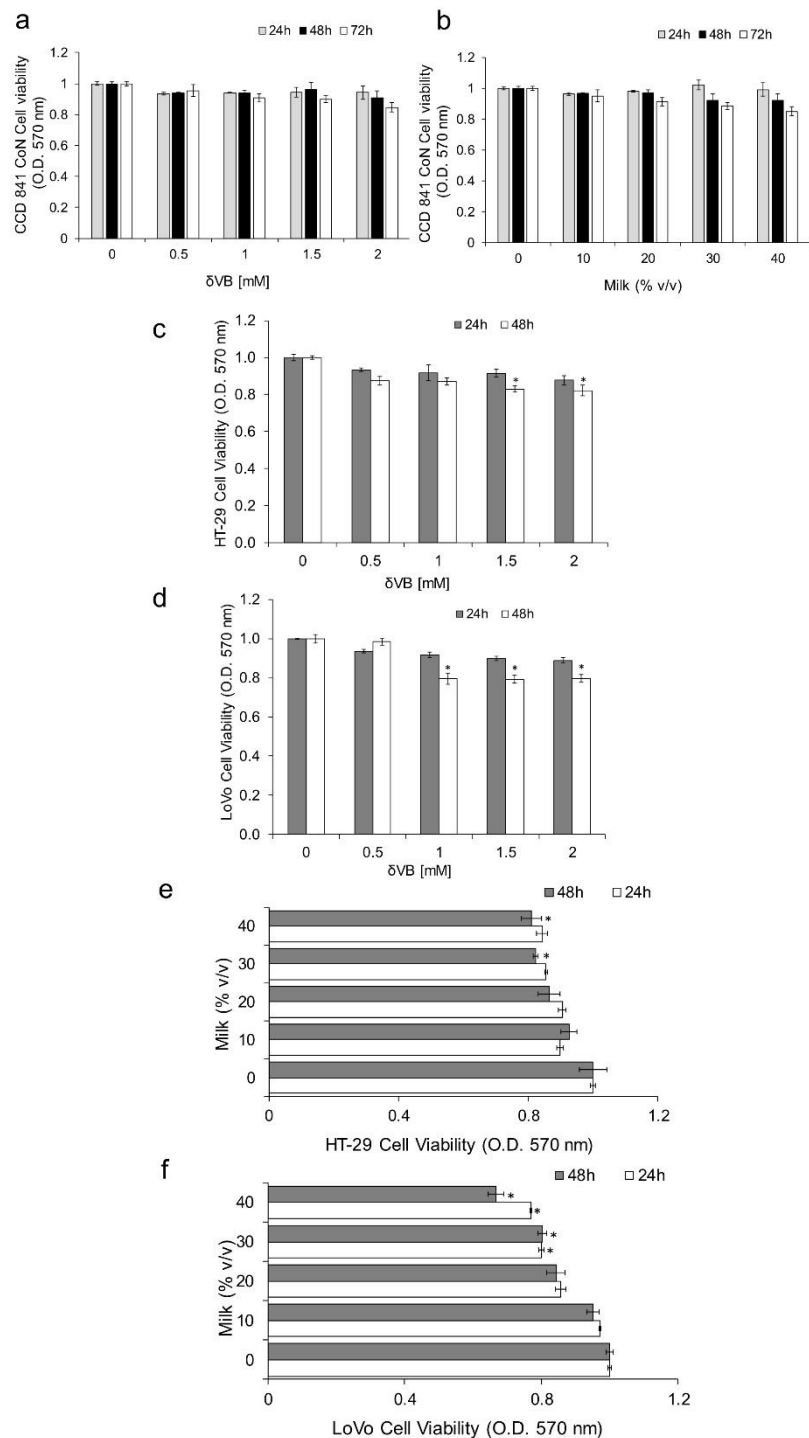 a
24h 48h 72h
CCD 841 CoN Cell viability
(O.D. 570 nm)
1.2
1
0.8
0.6
0.4
0.2
0
0 0.5 1 1.5 2
δVB [mM]
b
24h 48h 72h
CCD 841 CoN Cell viability
(O.D. 570 nm)
1.2
1
0.8
0.6
0.4
0.2
0
0 10 20 30 40
Milk (% v/v)
c
24h 48h
HT-29 Cell Viability (O.D. 570 nm)
1.2
1.0
0.8
0.6
0.4
0.2
0.0
* *
0 0.5 1 1.5 2
δVB [mM]
d
24h 48h
LoVo Cell Viability (O.D. 570 nm)
1.2
1.0
0.8
0.6
0.4
0.2
0.0
* * *
0 0.5 1 1.5 2
δVB [mM]
e
48h 24h
Milk (% v/v)
40 *
30 *
20
10
0
0 0.4 0.8 1.2
HT-29 Cell Viability (O.D. 570 nm)
f
48h 24h
Milk (% v/v)
40 * *
30 * *
20
10
0
0 0.4 0.8 1.2
LoVo Cell Viability (O.D. 570 nm)